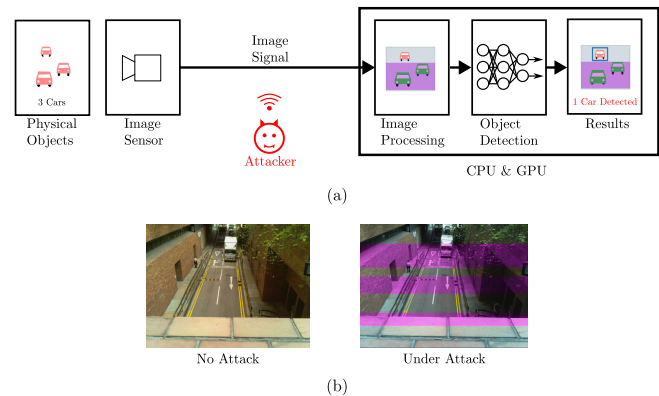 Image
Signal
3 Cars
1 Car Detected
Attacker
Physical
Objects
Image
Sensor
Image
Processing
Object
Detection
Results
CPU & GPU
(a)
No Attack
Under Attack
(b)